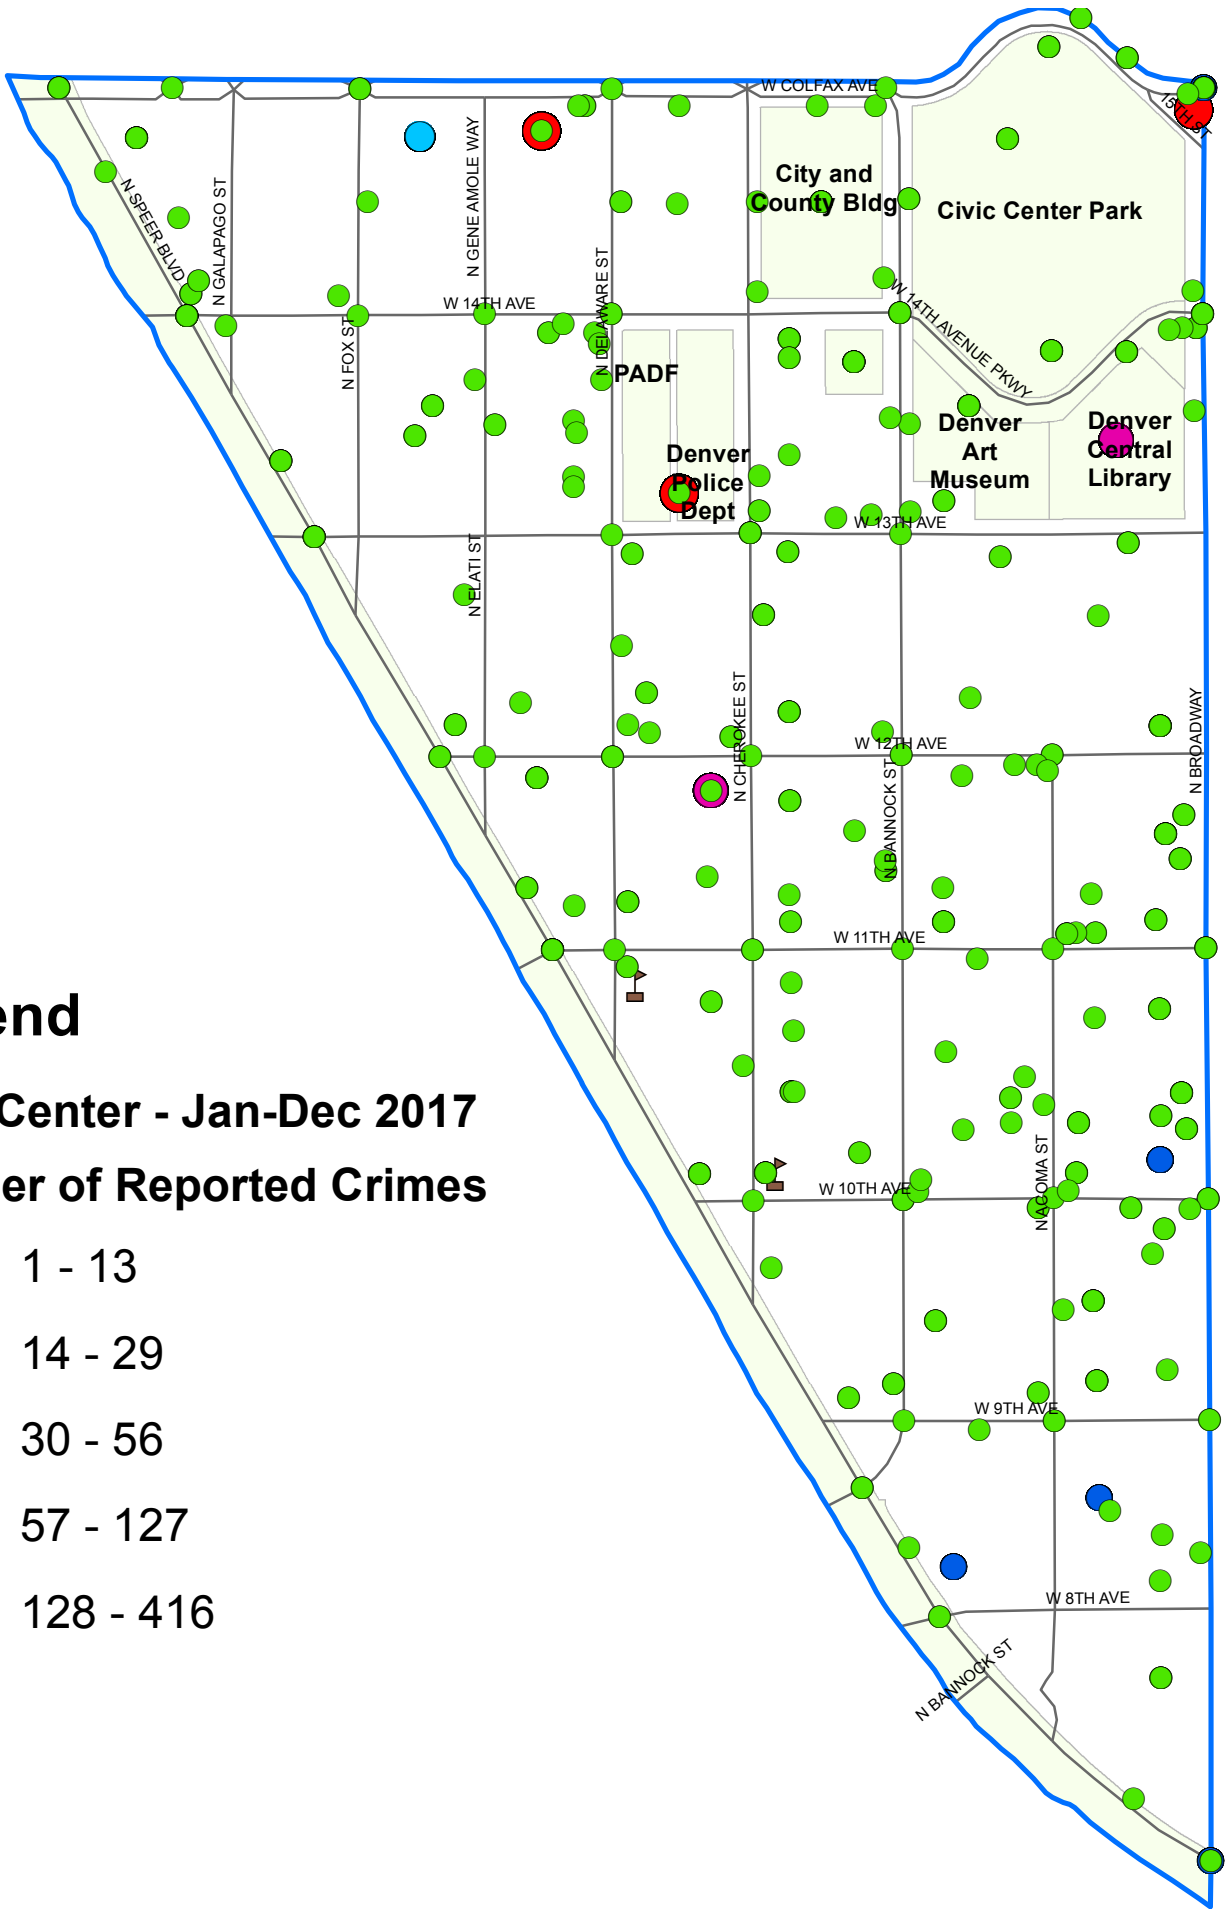 W COLFAX AVE
15TH ST
N GENE AMOLE WAY
City and
County Bldg
Civic Center Park
N SPEER BLVD
N GALAPAGO ST
N DELAWARE ST
W 14TH AVE
W 14TH AVENUE PKWY
N FOX ST
PADF
Denver
Art
Museum
Denver
Central
Library
Denver
Police
Dept
W 13TH AVE
N ELATI ST
N CHEROKEE ST
N BROADWAY
W 12TH AVE
N BANNOCK ST
W 11TH AVE
end
Center - Jan-Dec 2017
er of Reported Crimes
N ACOMA ST
W 10TH AVE
1 - 13
14 - 29
30 - 56
57 - 127
128 - 416
W 9TH AVE
W 8TH AVE
N BANNOCK ST